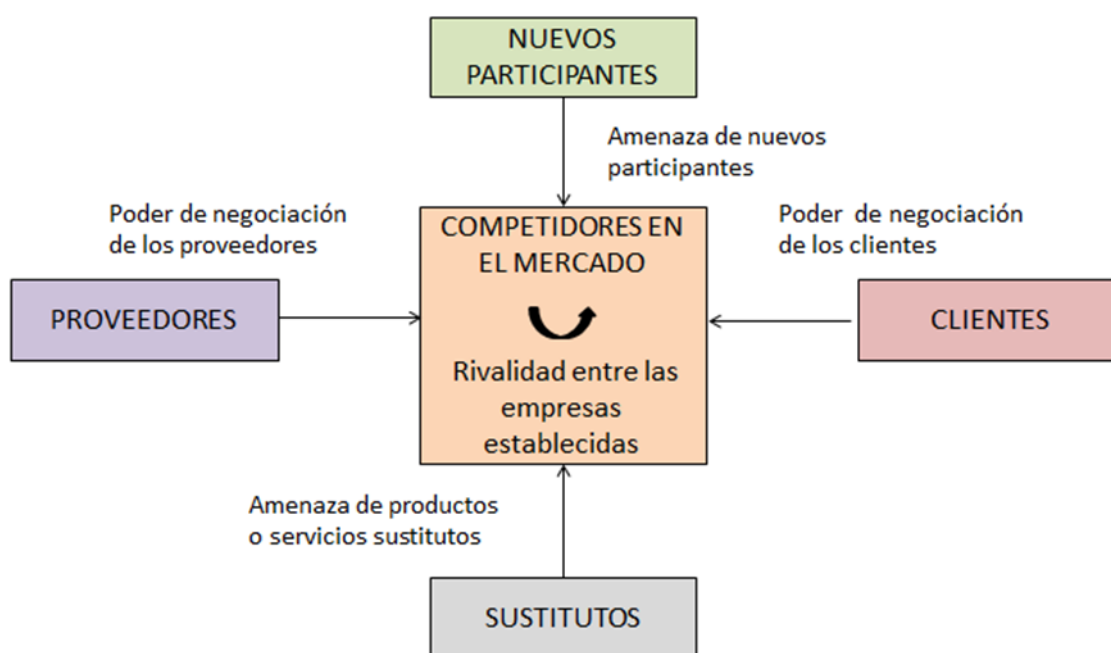 NUEVOS
PARTICIPANTES
Amenaza de nuevos
participantes
Poder de negociación
de los proveedores
COMPETIDORES EN
EL MERCADO
Poder de negociación
de los clientes
PROVEEDORES
CLIENTES
Rivalidad entre las
empresas
establecidas
Amenaza de productos
o servicios sustitutos
SUSTITUTOS